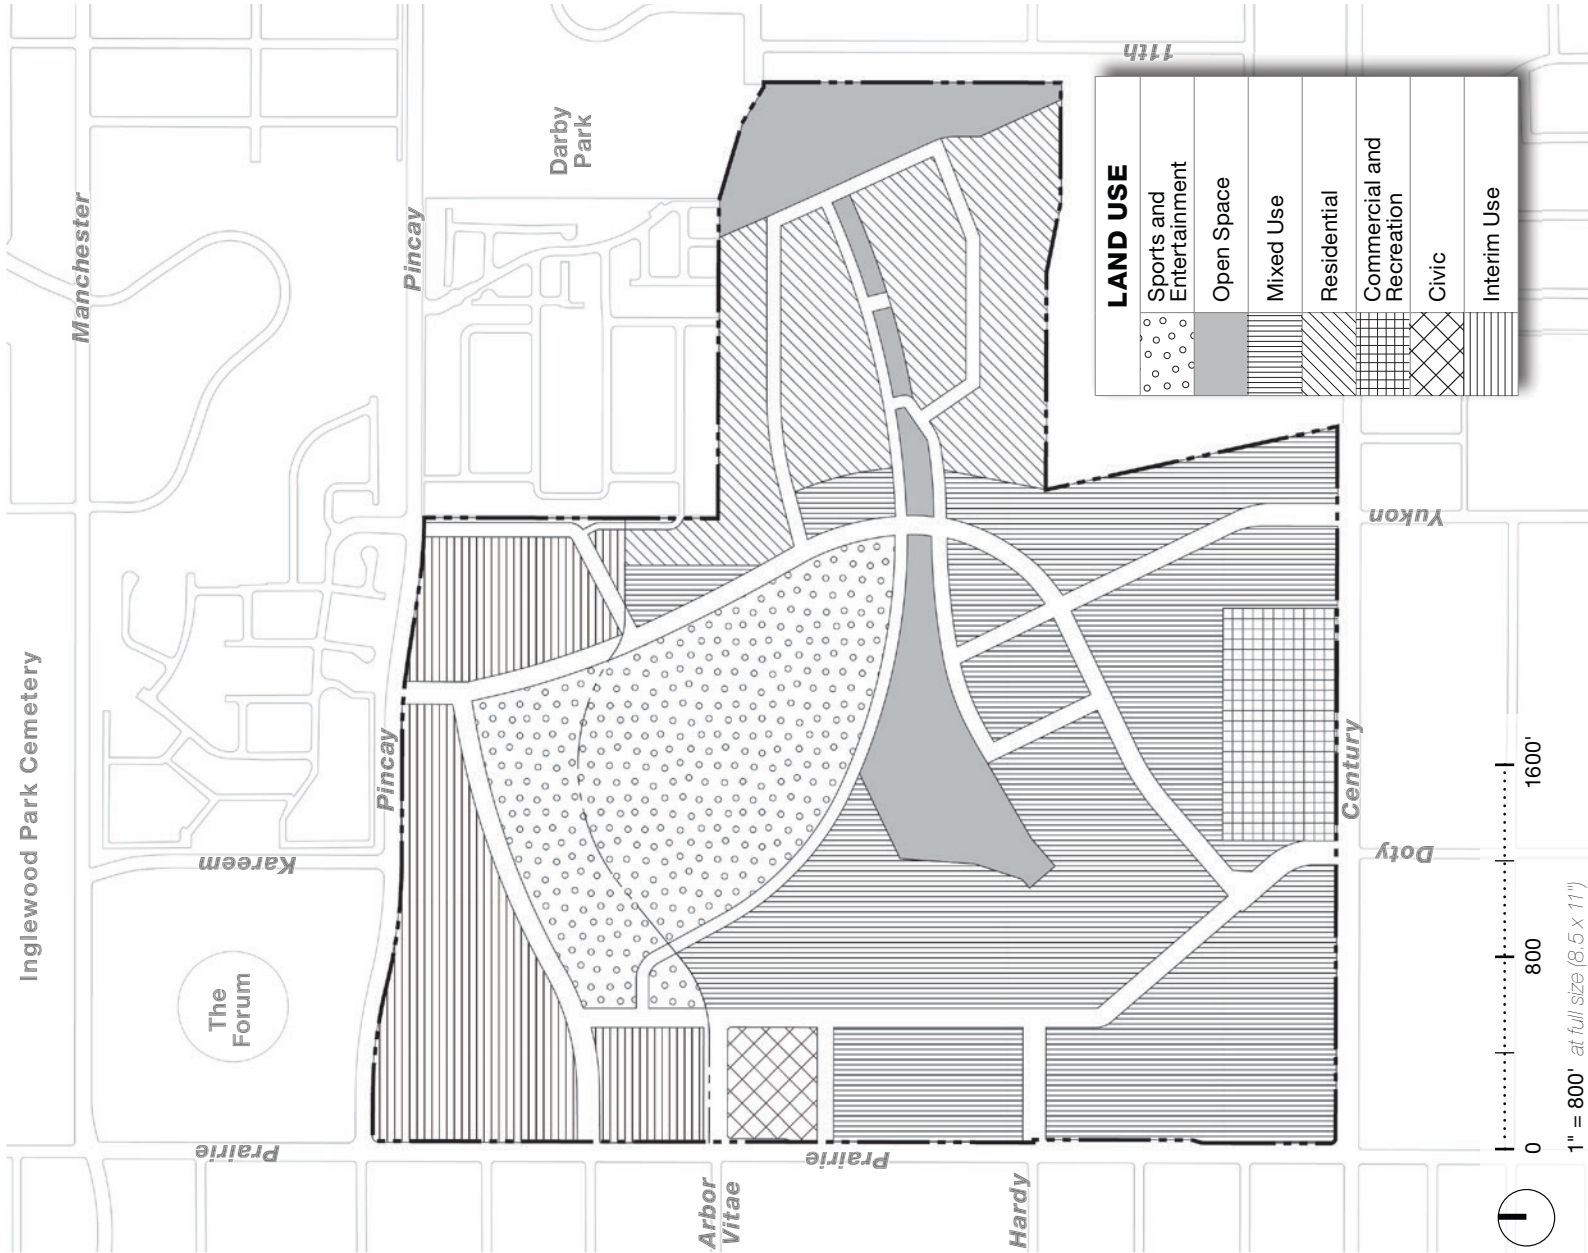 Inglewood Park Cemetery
Manchester
Kareem
The
Forum
Prairie
Pincay
Pincay
Darby
Park
11th
Arbor
Vitae
Prairie
Hardy
Yukon
Century
Doty
LAND USE
Sports and
Entertainment
Open Space
Mixed Use
Residential
Commercial and
Recreation
Civic
Interim Use
0
800
1600'
1" = 800' at full size (8.5 x 11")